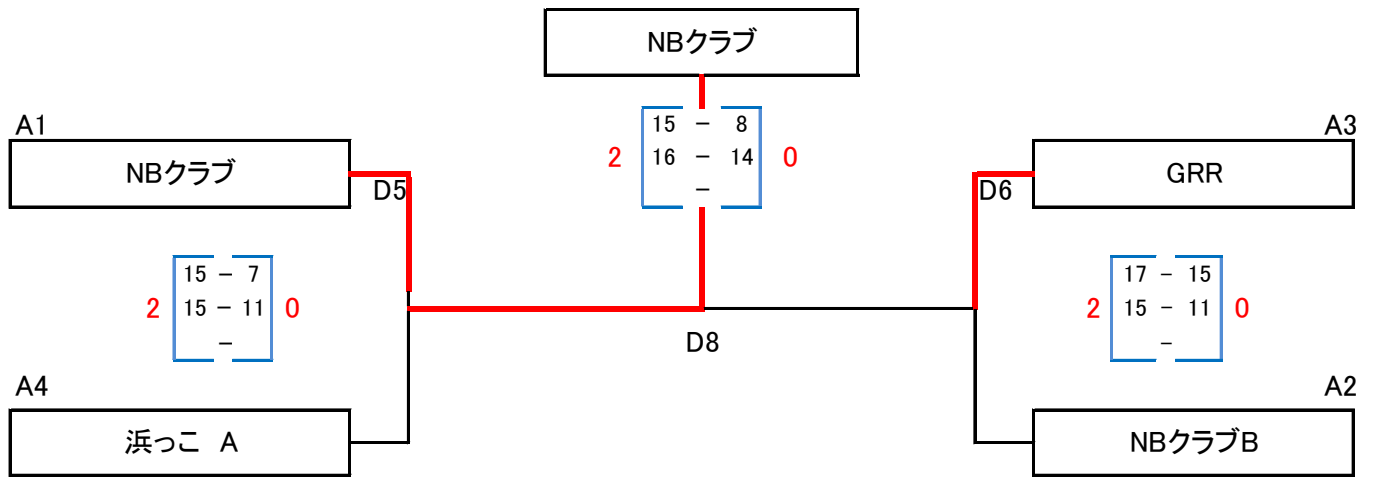 NBクラブ
15 － 8
2 16 － 14 0
－
A1
NBクラブ
D5
A3
GRR
D6
15 － 7
2 15 － 11 0
－
17 － 15
2 15 － 11 0
－
D8
A4
浜っこ　A
A2
NBクラブB